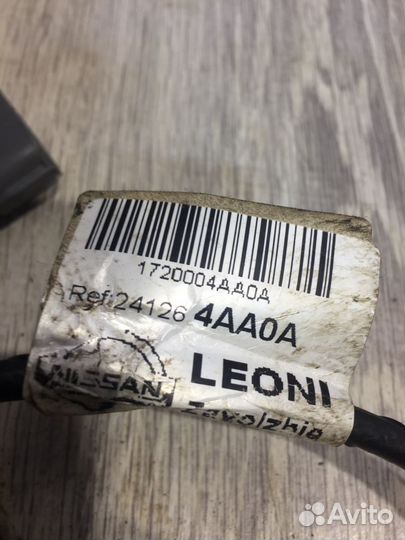 1720004AA0A
Ref:24126 4AA0A
NISSAN LEONI
Zavolzhie
Avito